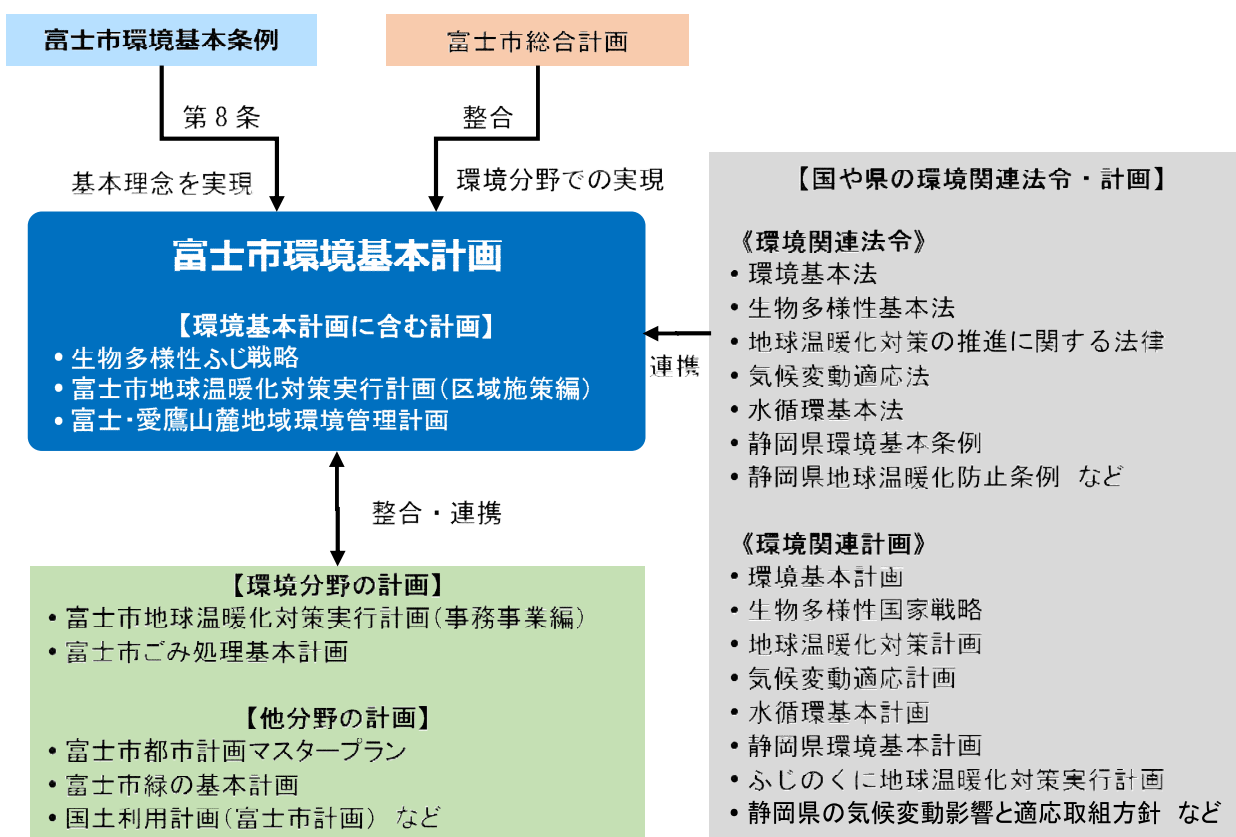 富士市環境基本条例
富士市総合計画
第8条
整合
基本理念を実現
環境分野での実現
富士市環境基本計画
【環境基本計画に含む計画】
• 生物多様性ふじ戦略
• 富士市地球温暖化対策実行計画（区域施策編）
• 富士・愛鷹山麓地域環境管理計画
連携
整合・連携
【環境分野の計画】
• 富士市地球温暖化対策実行計画（事務事業編）
• 富士市ごみ処理基本計画
【他分野の計画】
• 富士市都市計画マスタープラン
• 富士市緑の基本計画
• 国土利用計画（富士市計画） など
【国や県の環境関連法令・計画】
《環境関連法令》
• 環境基本法
• 生物多様性基本法
• 地球温暖化対策の推進に関する法律
• 気候変動適応法
• 水循環基本法
• 静岡県環境基本条例
• 静岡県地球温暖化防止条例 など
《環境関連計画》
• 環境基本計画
• 生物多様性国家戦略
• 地球温暖化対策計画
• 気候変動適応計画
• 水循環基本計画
• 静岡県環境基本計画
• ふじのくに地球温暖化対策実行計画
• 静岡県の気候変動影響と適応取組方針 など